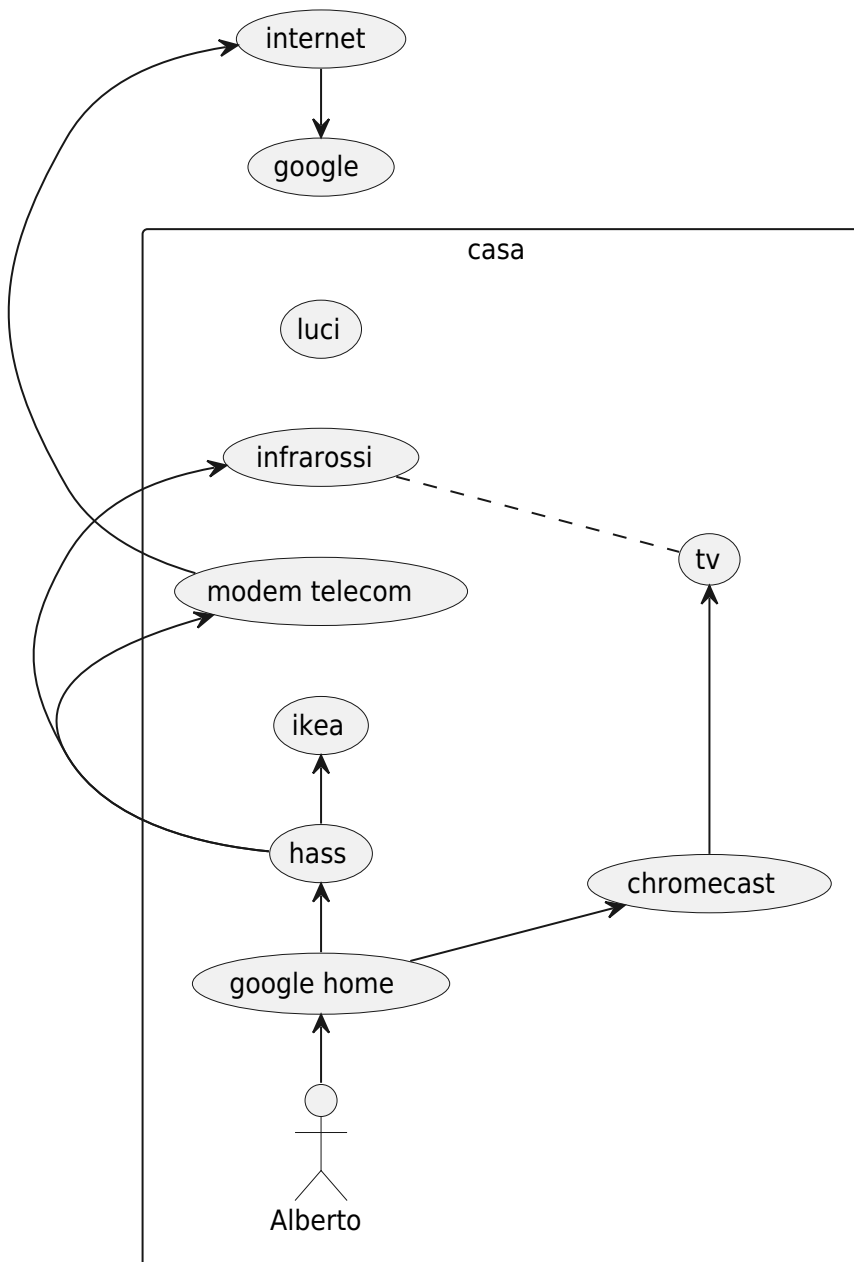 internet
google
casa
luci
infrarossi
tv
modem telecom
ikea
hass
chromecast
google home
Alberto